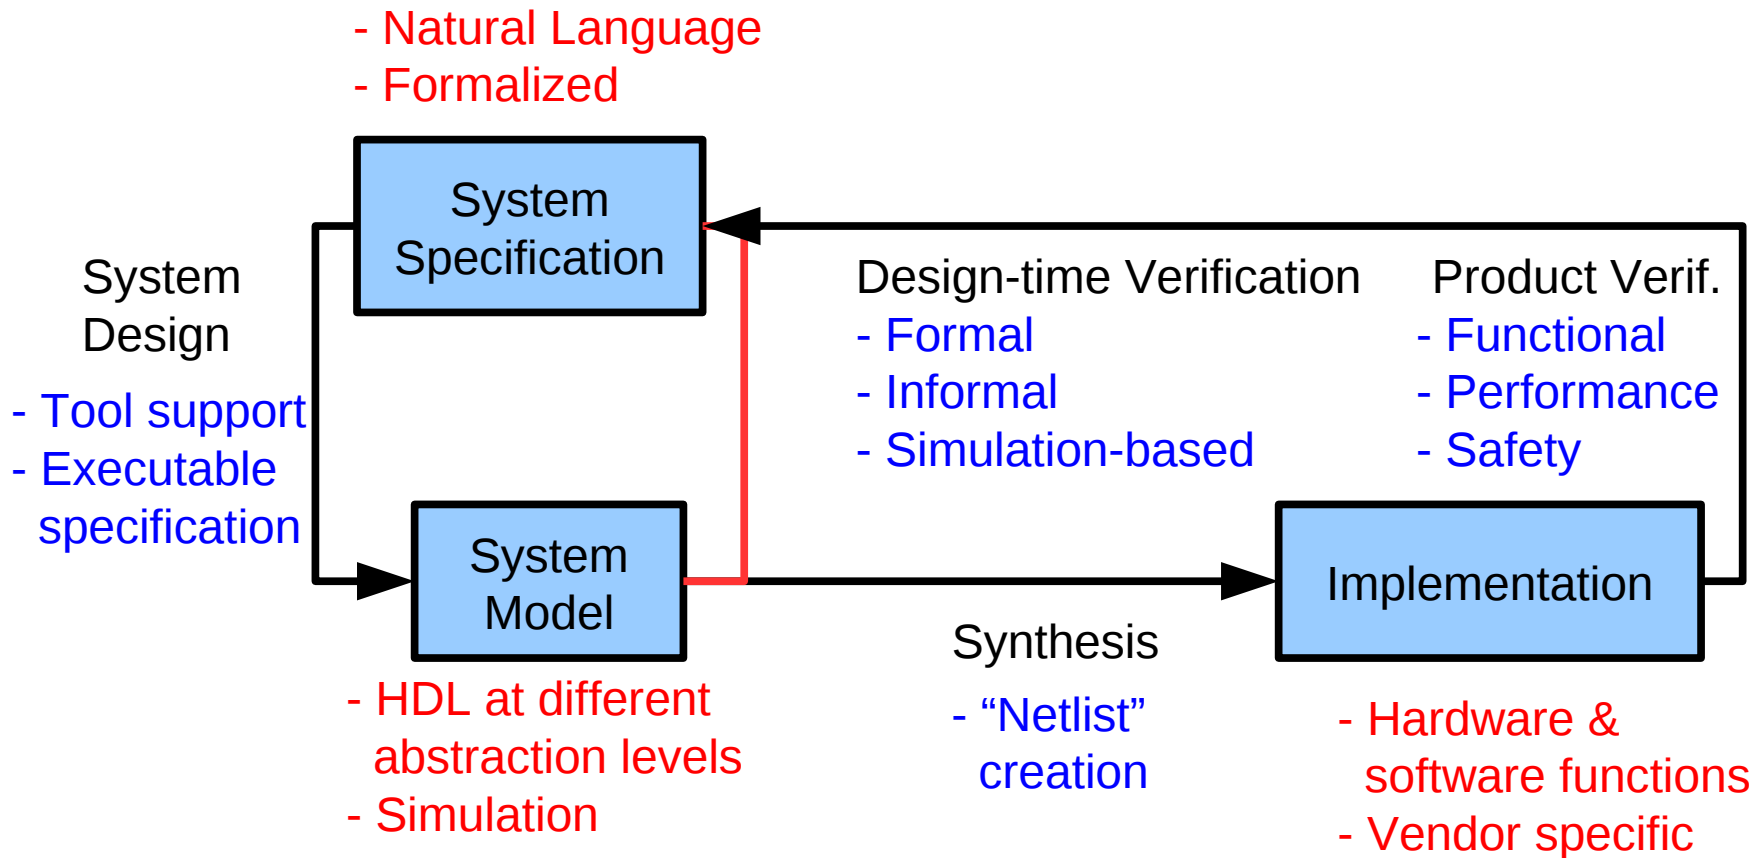 - Natural Language
- Formalized
System
Specification
System
Design
- Tool support
- Executable
specification
Design-time Verification
- Formal
- Informal
- Simulation-based
Product Verif.
- Functional
- Performance
- Safety
System
Model
- HDL at different
abstraction levels
- Simulation
Synthesis
- “Netlist”
creation
Implementation
- Hardware &
software functions
- Vendor specific